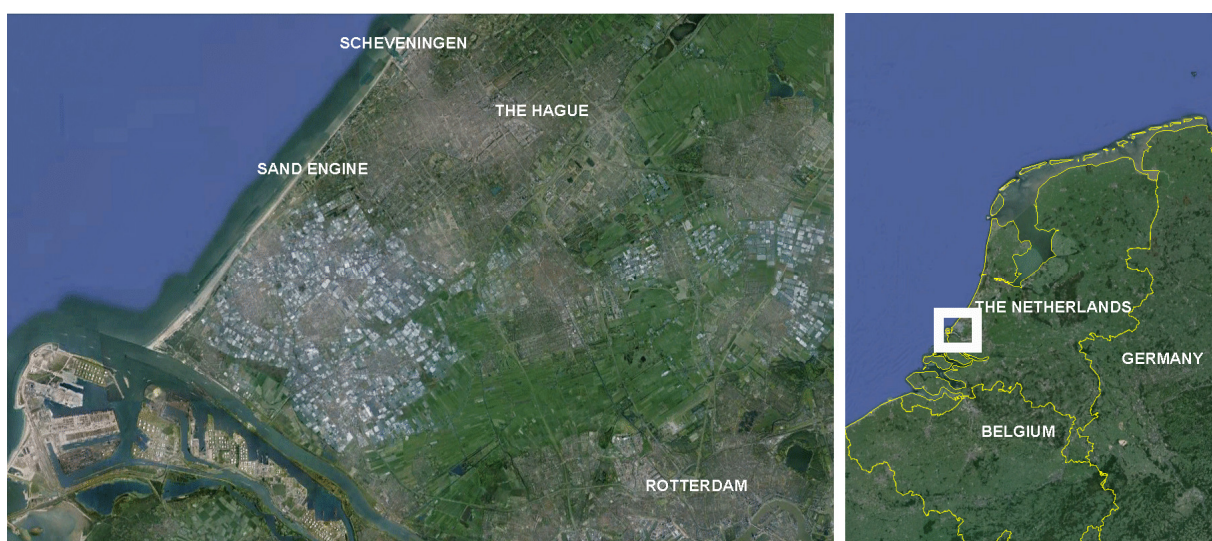 SCHEVENINGEN
THE HAGUE
SAND ENGINE
ROTTERDAM
THE NETHERLANDS
GERMANY
BELGIUM